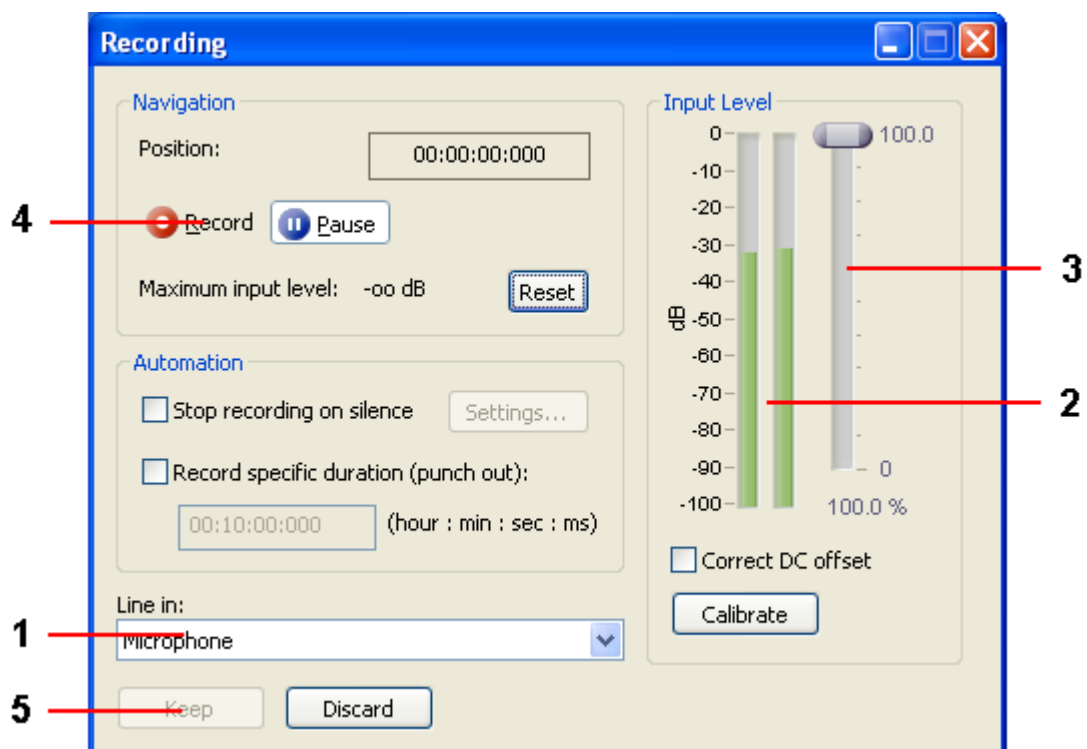 Recording
Navigation
Position:
00:00:00:000
4
Record
Pause
Maximum input level: -oo dB
Reset
Automation
Stop recording on silence
Settings...
Record specific duration (punch out):
00:10:00:000
(hour : min : sec : ms)
Line in:
1
Microphone
5
Keep
Discard
Input Level
0
-10
-20
-30
-40
-50
-60
-70
-80
-90
-100
dB
100.0
0
100.0 %
3
2
Correct DC offset
Calibrate